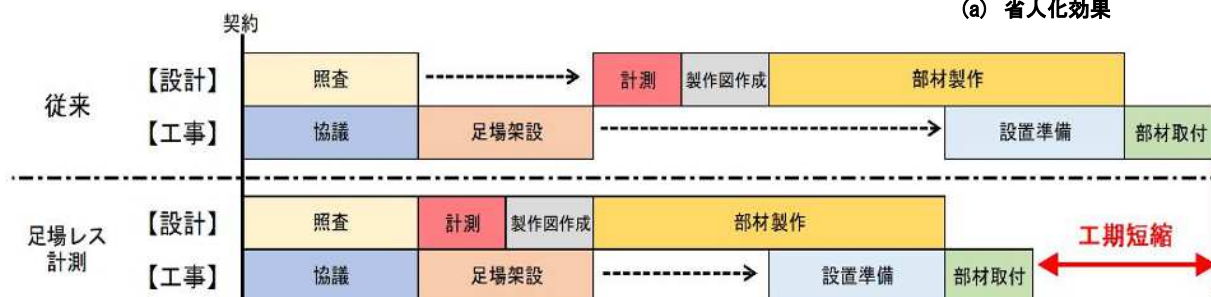 (a) 省人化効果
契約
従来
【設計】 照査 計測 製作図作成 部材製作
【工事】 協議 足場架設 設置準備 部材取付
足場レス
計測
【設計】 照査 計測 製作図作成 部材製作
工期短縮
【工事】 協議 足場架設 設置準備 部材取付